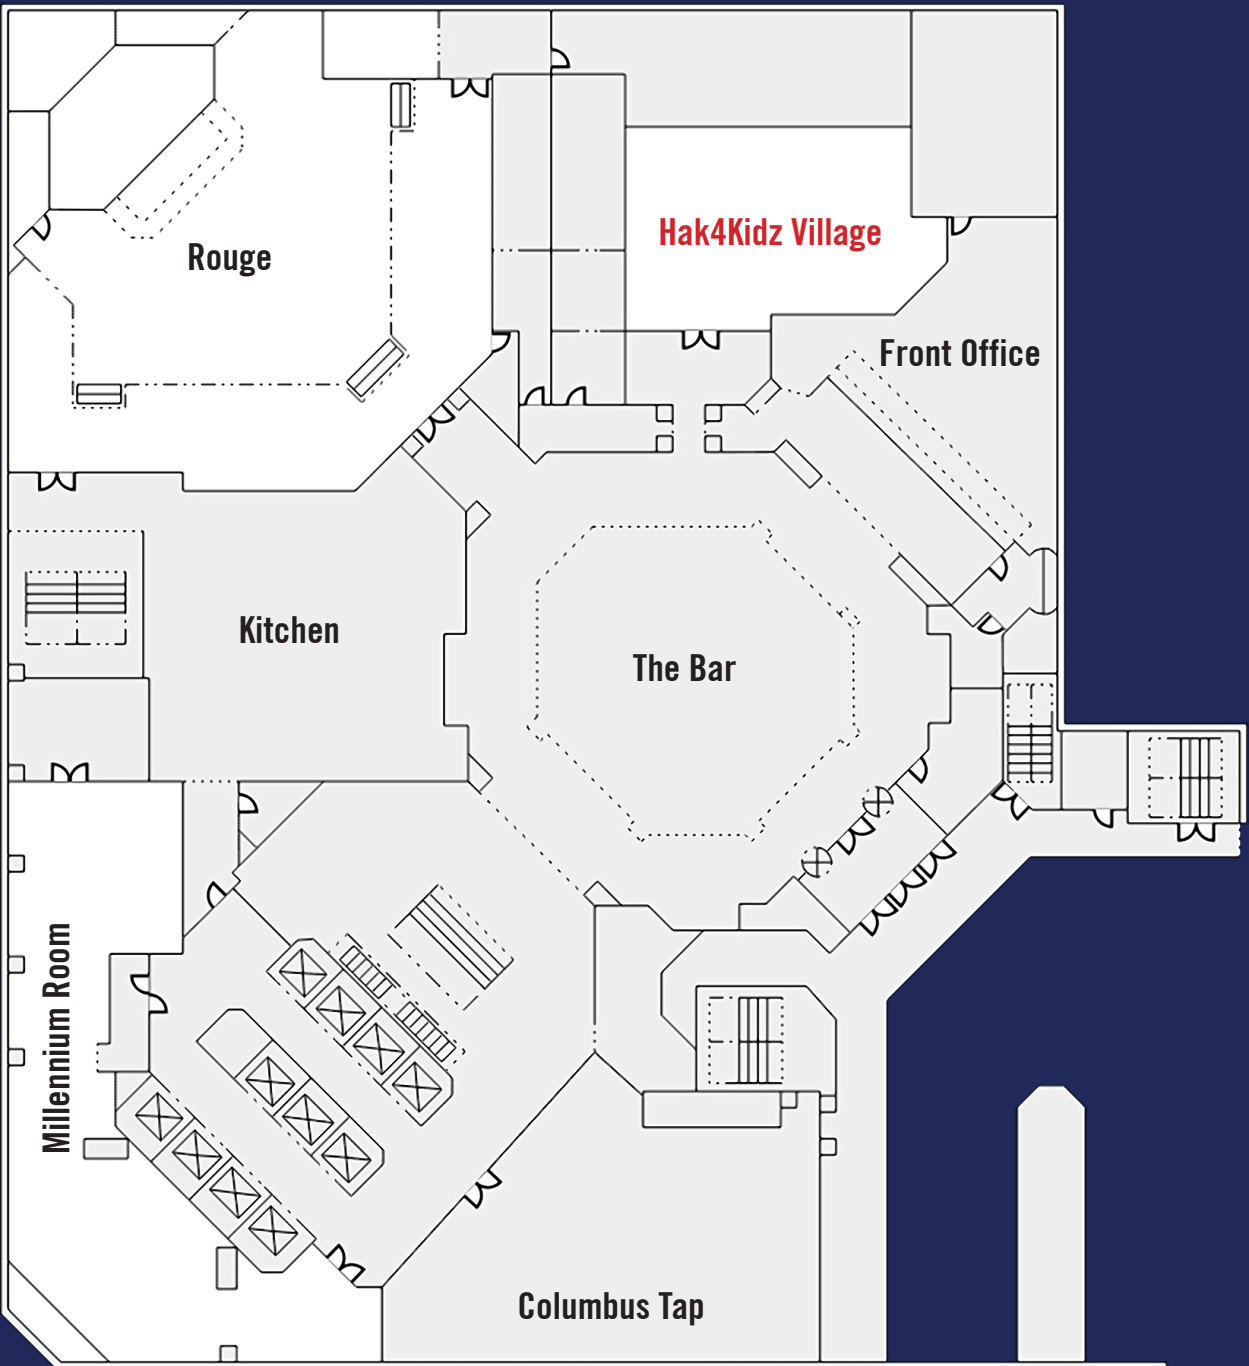 Hak4Kidz Village
Rouge
Front Office
Kitchen
The Bar
Millennium Room
Columbus Tap